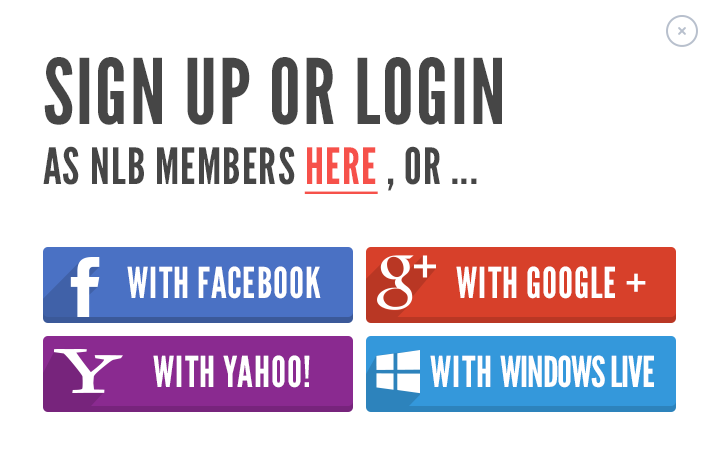 SIGN UP OR LOGIN
AS NLB MEMBERS HERE , OR ...
f WITH FACEBOOK
g+ WITH GOOGLE +
Y WITH YAHOO!
WITH WINDOWS LIVE